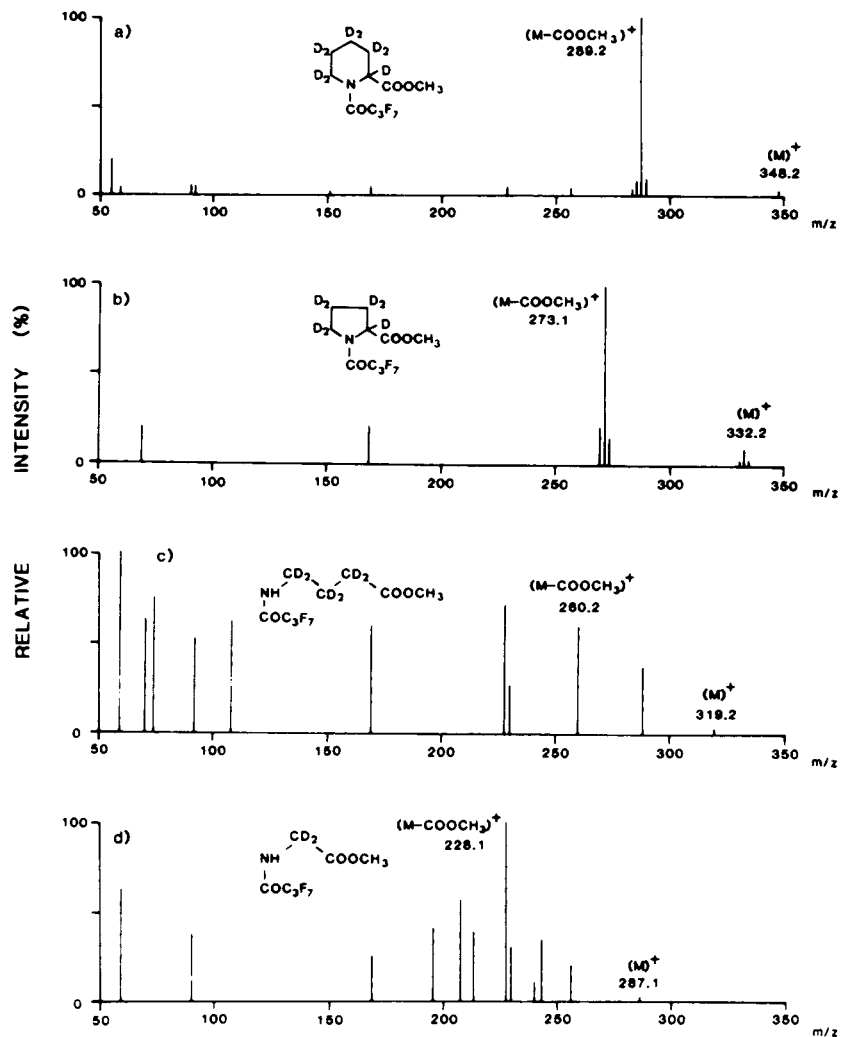 RELATIVE INTENSITY (%)
100
a)
D2
D2 D2
D2 D
N COOCH3
COC3F7
(M-COOCH3)+
289.2
(M)+
348.2
0
50 100 150 200 250 300 350
m/z
100
b)
D2 D2
D2 D
N COOCH3
COC3F7
(M-COOCH3)+
273.1
(M)+
332.2
0
50 100 150 200 250 300 350
m/z
100
c)
CD2 CD2
NH CD2 COOCH3
COC3F7
(M-COOCH3)+
260.2
(M)+
319.2
0
50 100 150 200 250 300 350
m/z
100
d)
CD2
NH COOCH3
COC3F7
(M-COOCH3)+
228.1
(M)+
287.1
0
50 100 150 200 250 300 350
m/z